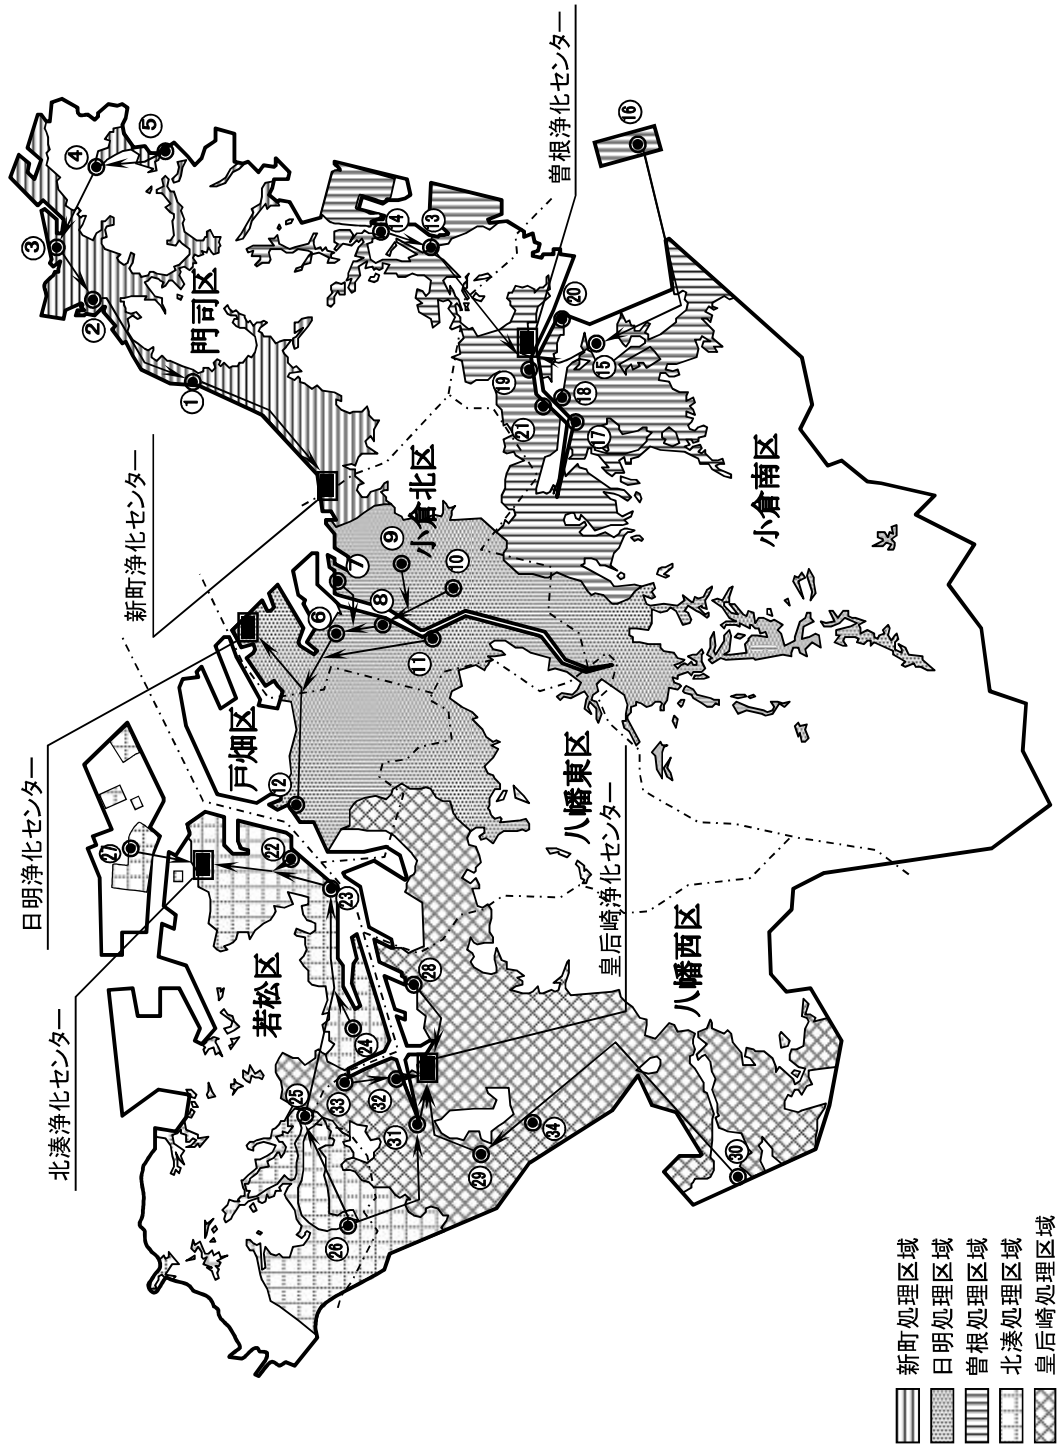 新町浄化センター
日明浄化センター
北湊浄化センター
曽根浄化センター
皇后崎浄化センター
門司区
小倉北区
小倉南区
戸畑区
八幡東区
八幡西区
若松区
①
②
③
④
⑤
⑥
⑦
⑧
⑨
⑩
⑪
⑫
⑬
⑭
⑮
⑯
⑰
⑱
⑲
⑳
㉑
㉒
㉓
㉔
㉕
㉖
㉗
㉘
㉙
㉚
㉛
㉜
㉝
㉞
新町処理区域
日明処理区域
曽根処理区域
北湊処理区域
皇后崎処理区域